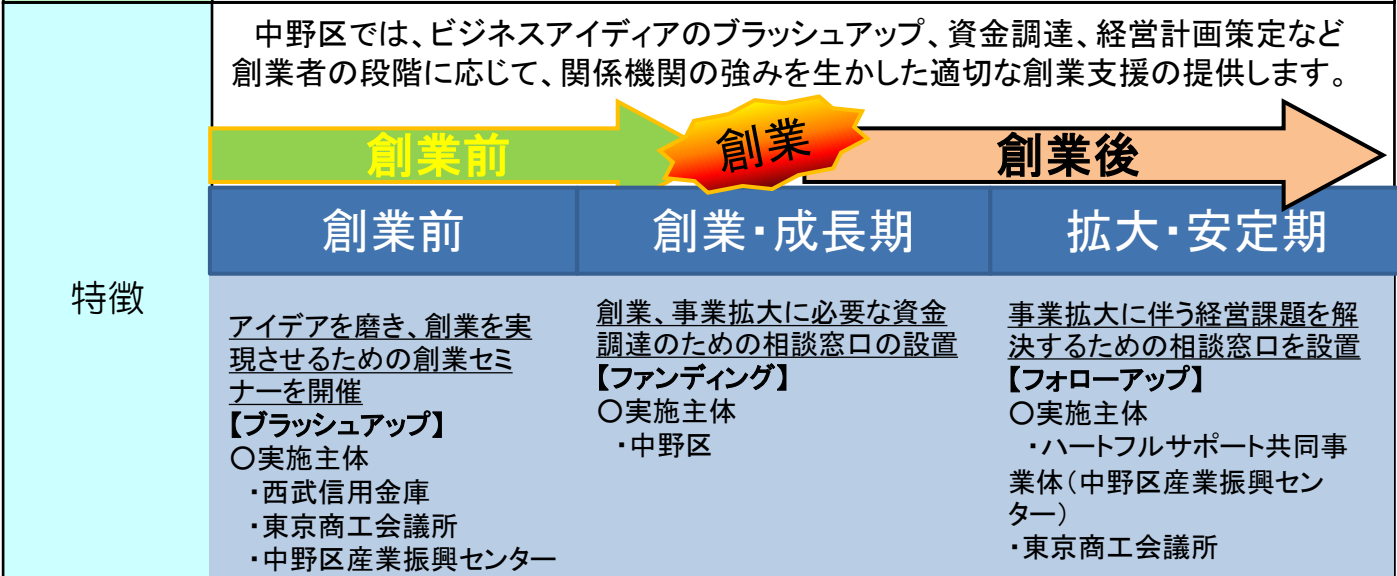 中野区では、ビジネスアイディアのブラッシュアップ、資金調達、経営計画策定など
創業者の段階に応じて、関係機関の強みを生かした適切な創業支援の提供します。
創業前
創業
創業後
特徴
創業前
アイデアを磨き、創業を実
現させるための創業セミ
ナーを開催
【ブラッシュアップ】
〇実施主体
・西武信用金庫
・東京商工会議所
・中野区産業振興センター
創業・成長期
創業、事業拡大に必要な資金
調達のための相談窓口の設置
【ファンディング】
〇実施主体
・中野区
拡大・安定期
事業拡大に伴う経営課題を解
決するための相談窓口を設置
【フォローアップ】
〇実施主体
・ハートフルサポート共同事
業体(中野区産業振興セン
ター)
・東京商工会議所